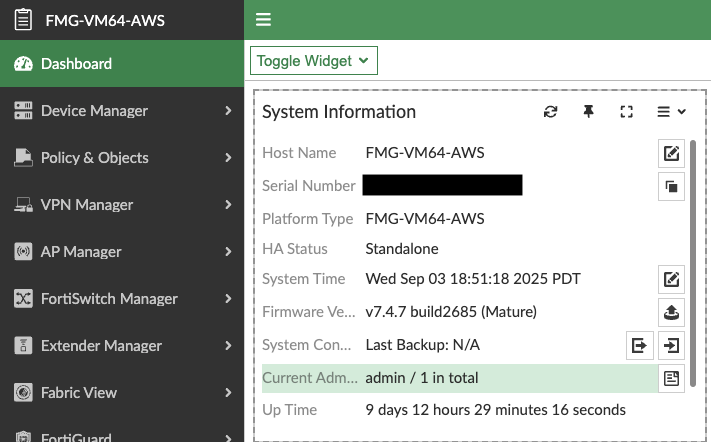 FMG-VM64-AWS
Dashboard
Device Manager
Policy & Objects
VPN Manager
AP Manager
FortiSwitch Manager
Extender Manager
Fabric View
FortiGuard
Toggle Widget
System Information
Host Name FMG-VM64-AWS
Serial Number
Platform Type FMG-VM64-AWS
HA Status Standalone
System Time Wed Sep 03 18:51:18 2025 PDT
Firmware Ve... v7.4.7 build2685 (Mature)
System Con... Last Backup: N/A
Current Adm... admin / 1 in total
Up Time 9 days 12 hours 29 minutes 16 seconds